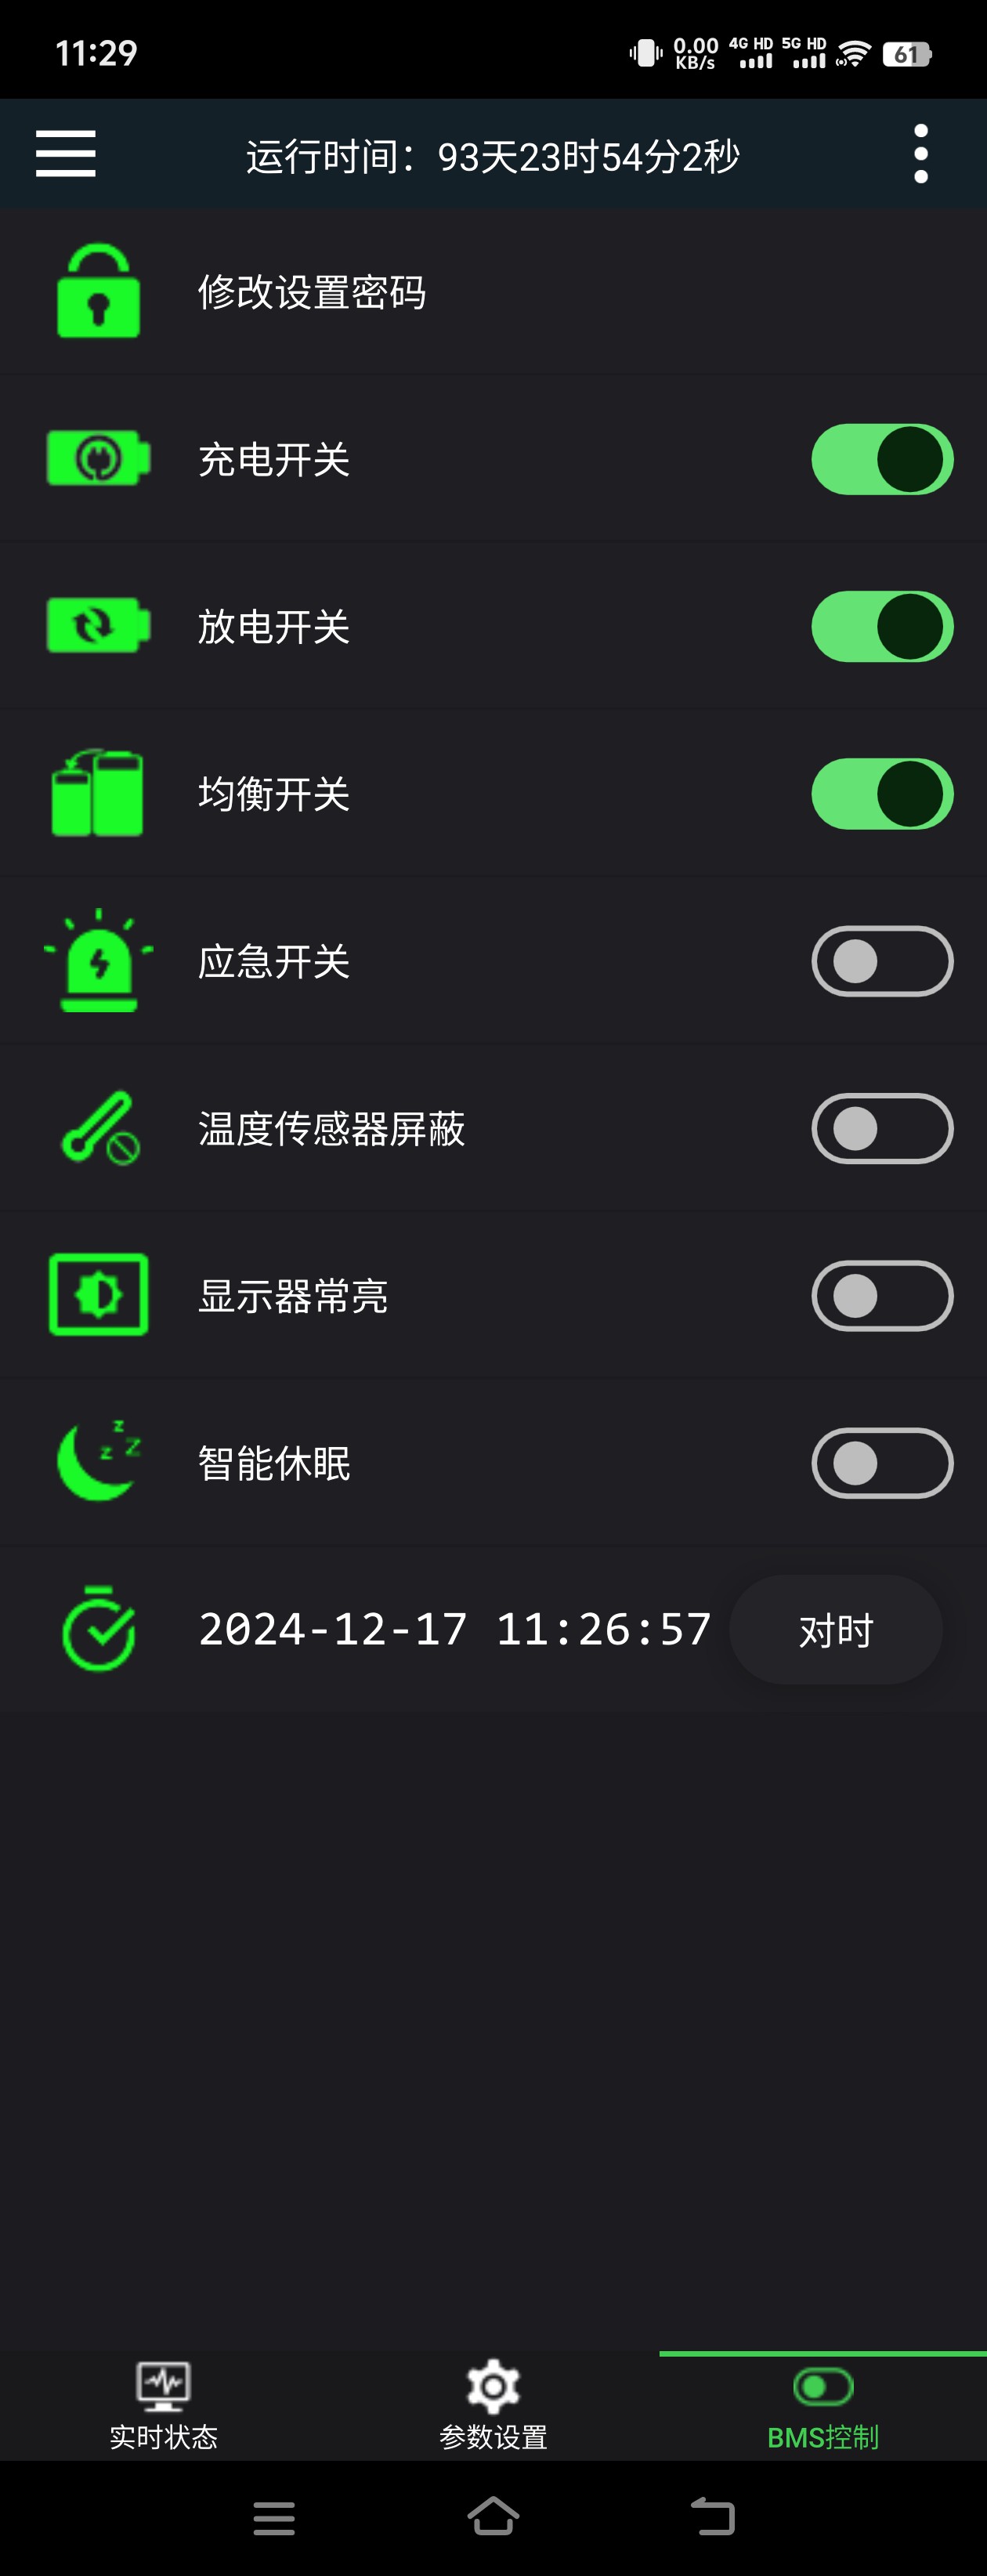 11:29
0.00 KB/s 4G HD 5G HD 61
运行时间：93天23时54分2秒
修改设置密码
充电开关
放电开关
均衡开关
应急开关
温度传感器屏蔽
显示器常亮
智能休眠
2024-12-17 11:26:57 对时
实时状态 参数设置 BMS控制